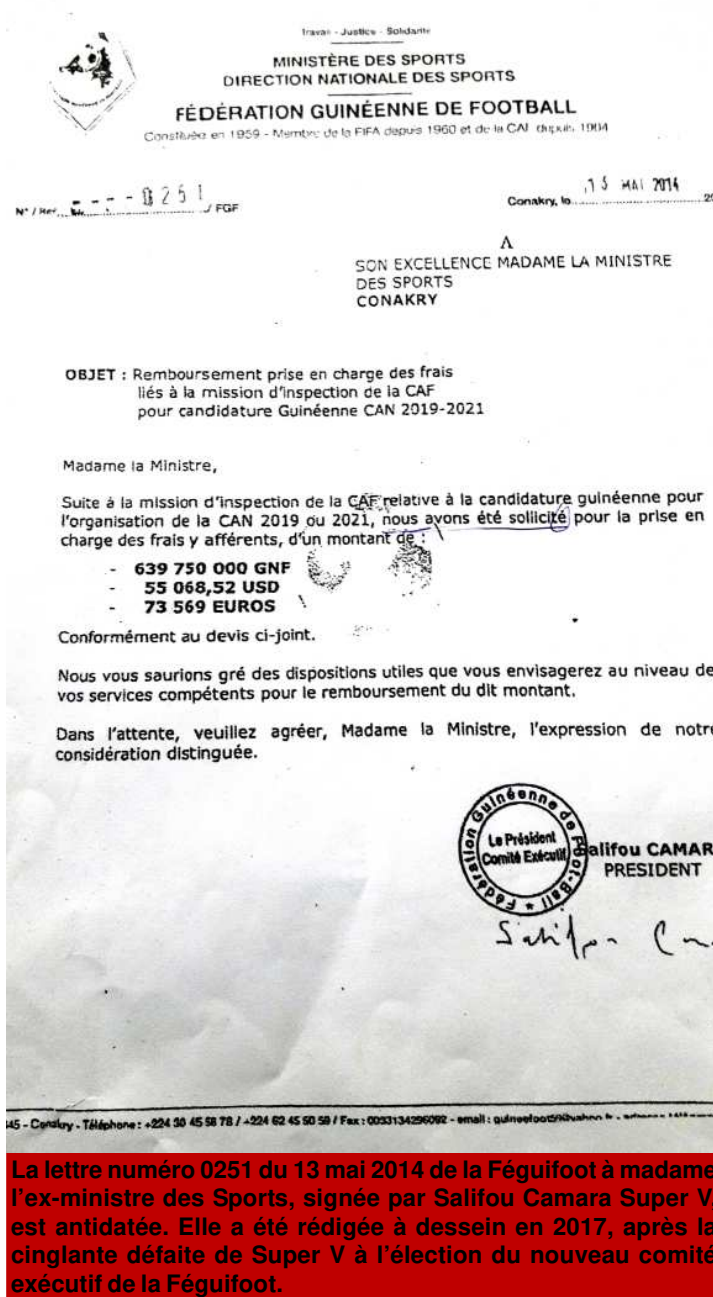 Travail - Justice - Solidarité
MINISTÈRE DES SPORTS
DIRECTION NATIONALE DES SPORTS
FÉDÉRATION GUINÉENNE DE FOOTBALL
Constituée en 1959 - Membre de la FIFA depuis 1960 et de la CAF depuis
N° / Ref 0251 / FGF
Conakry, le MAI 2014
A
SON EXCELLENCE MADAME LA MINISTRE
DES SPORTS
CONAKRY
OBJET : Remboursement prise en charge des frais
liés à la mission d'inspection de la CAF
pour candidature Guinéenne CAN 2019-2021
Madame la Ministre,
Suite à la mission d'inspection de la CAF relative à la candidature guinéenne pour
l'organisation de la CAN 2019 ou 2021, nous avons été sollicité pour la prise en
charge des frais y afférents, d'un montant de :
- 639 750 000 GNF
- 55 068,52 USD
- 73 569 EUROS
Conformément au devis ci-joint.
Nous vous saurions gré des dispositions utiles que vous envisagerez au niveau de
vos services compétents pour le remboursement du dit montant.
Dans l'attente, veuillez agréer, Madame la Ministre, l'expression de notre
considération distinguée.
Fédération Guinéenne de Foot-Ball
Le Président
Comité Exécutif
alifou CAMAR
PRESIDENT
45 - Conakry - Téléphone : +224 30 45 58 78 / +224 62 45 50 59 / Fax : 0033134296092 - email :
La lettre numéro 0251 du 13 mai 2014 de la Féguifoot à madame
l'ex-ministre des Sports, signée par Salifou Camara Super V,
est antidatée. Elle a été rédigée à dessein en 2017, après la
cinglante défaite de Super V à l'élection du nouveau comité
exécutif de la Féguifoot.